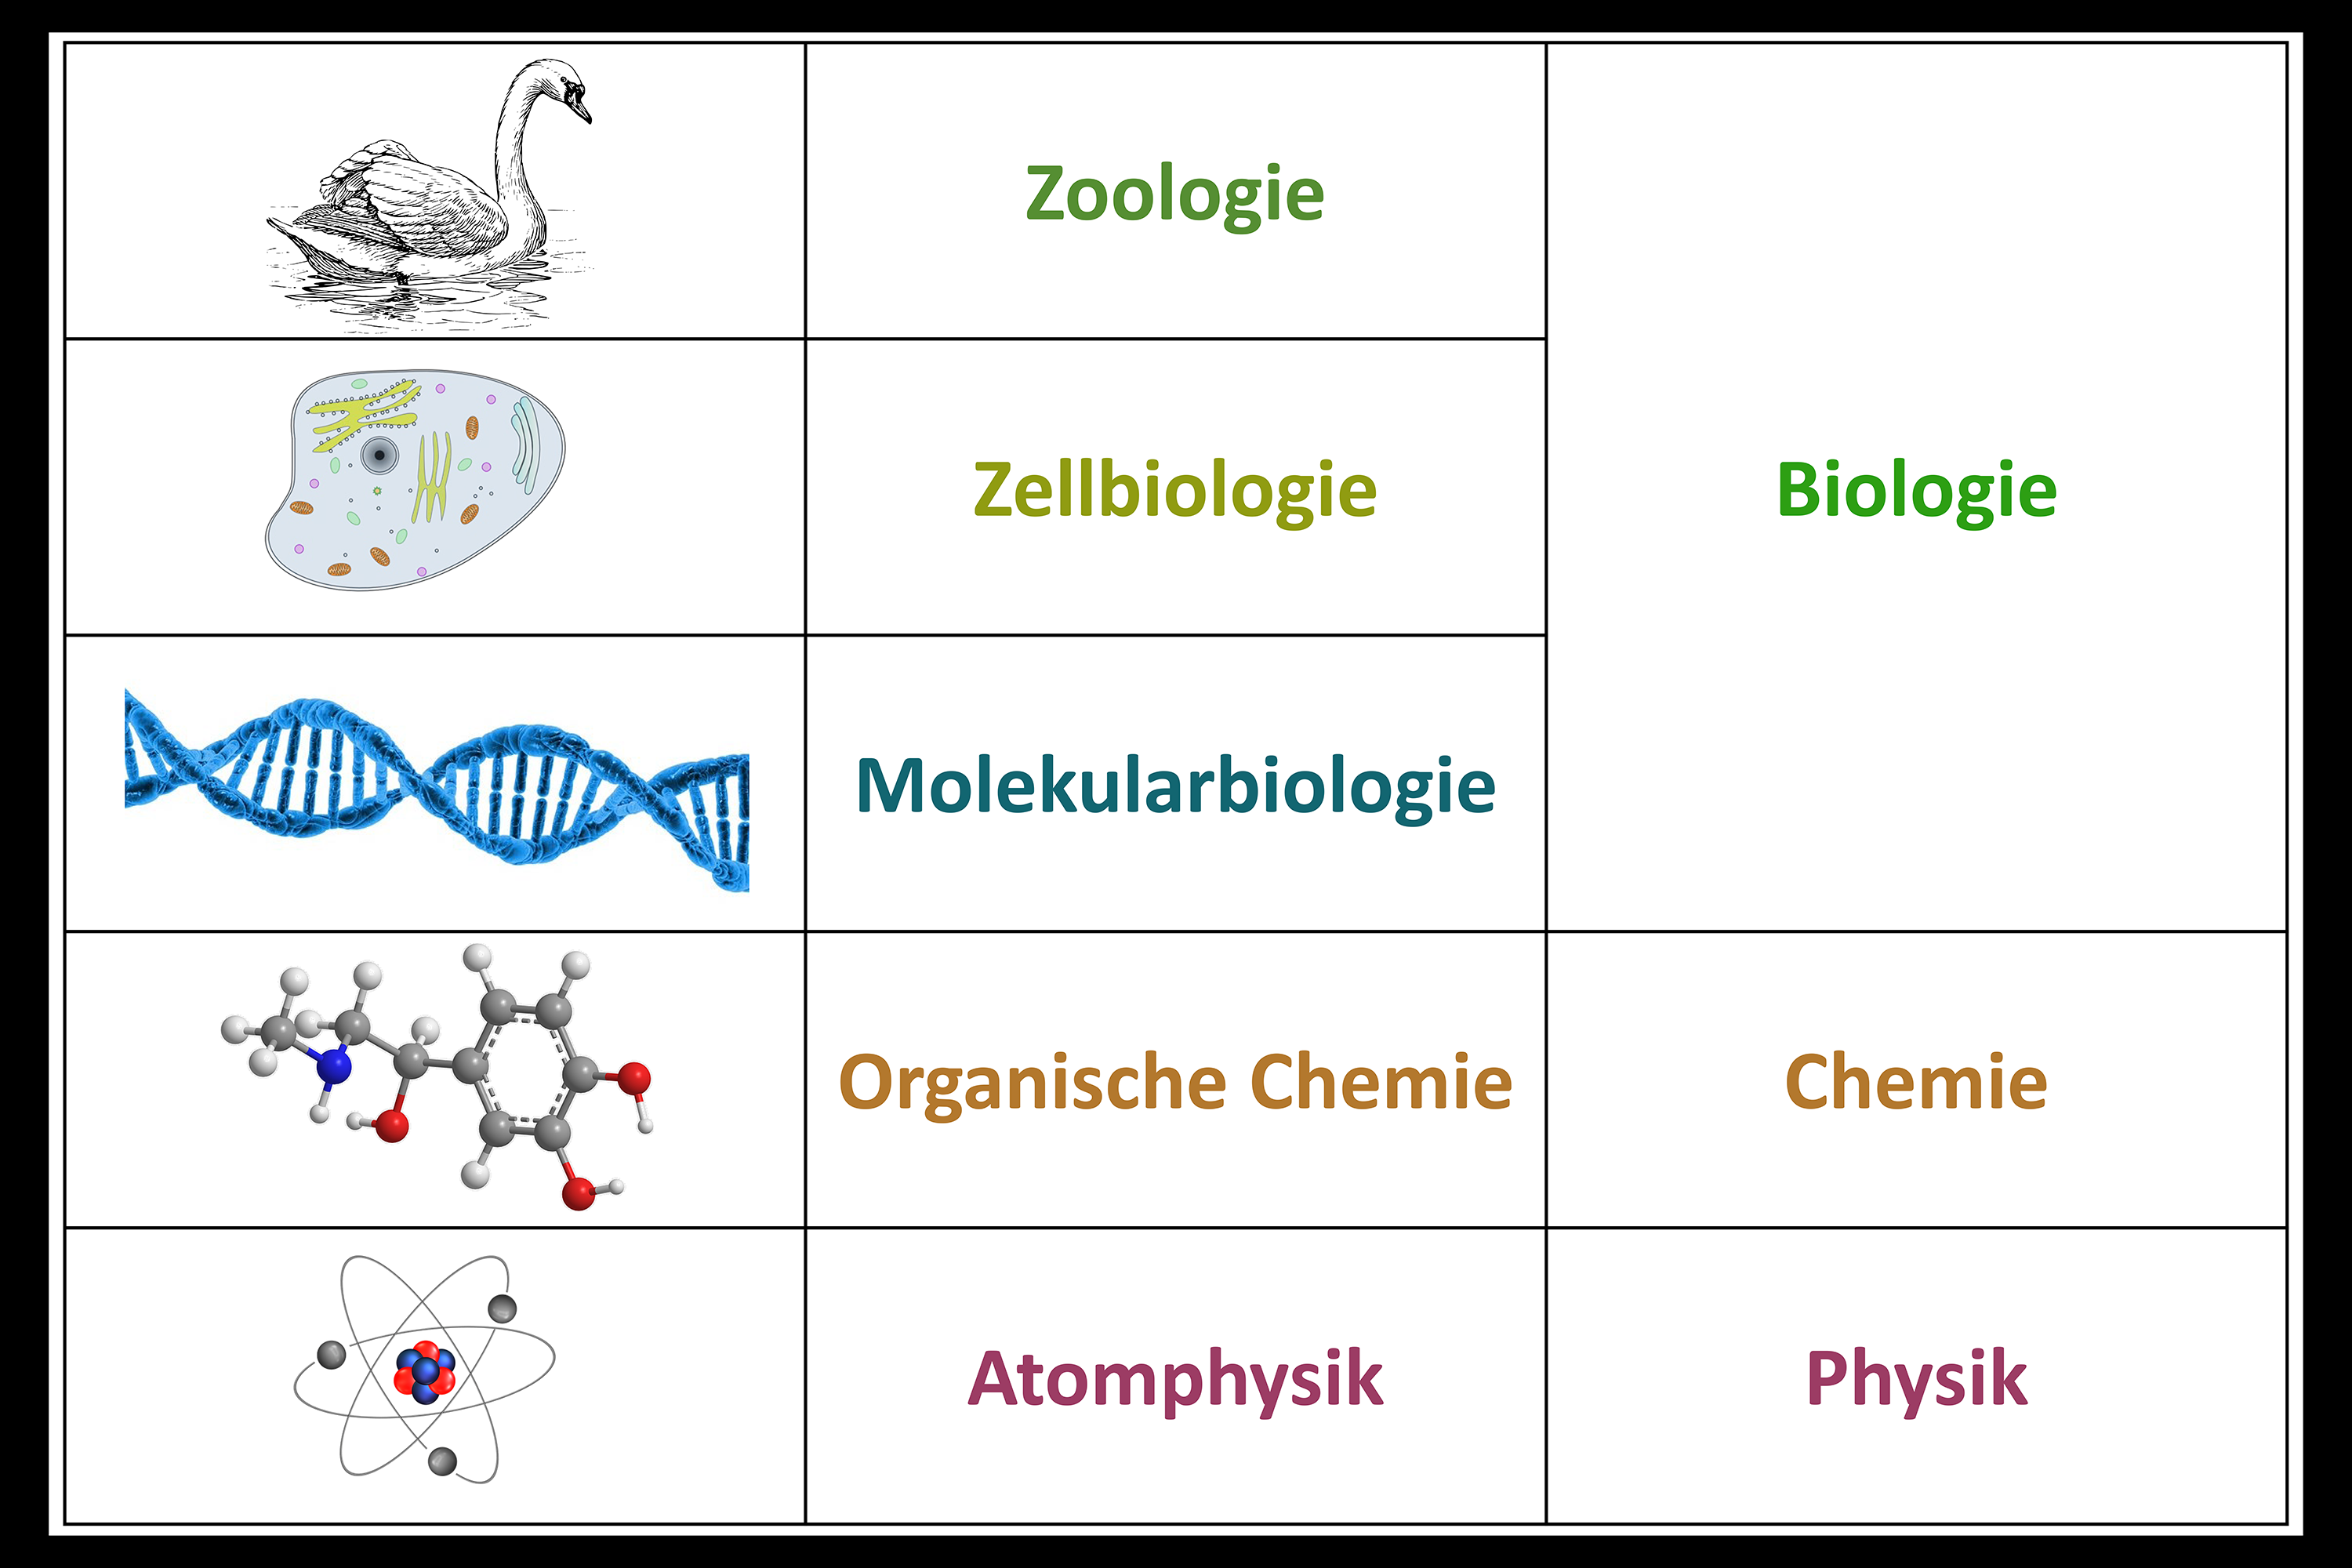 Zoologie
Zellbiologie
Biologie
Molekularbiologie
Organische Chemie
Chemie
Atomphysik
Physik